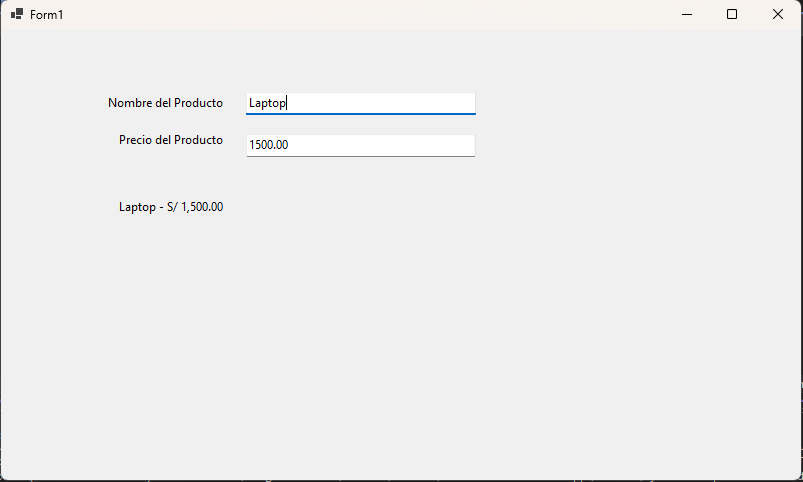 Form1
Nombre del Producto
Laptop
Precio del Producto
1500.00
Laptop - S/ 1,500.00